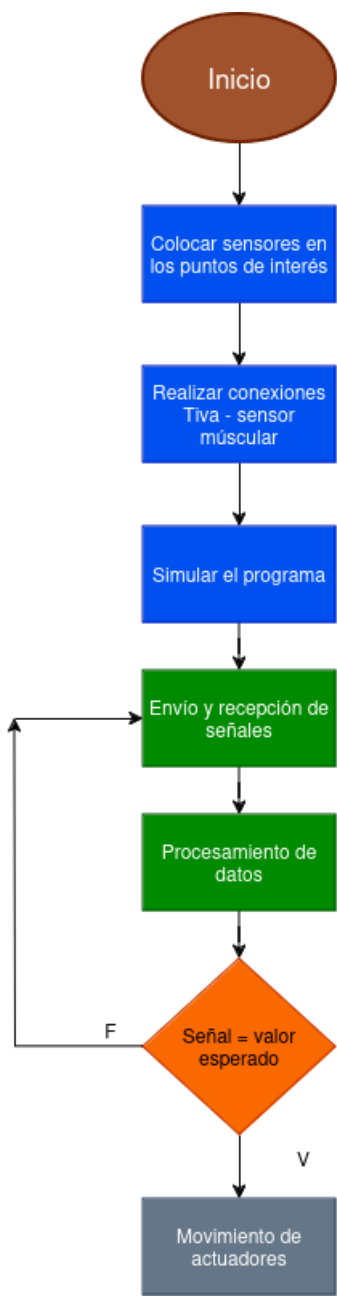 Inicio
Colocar sensores en
los puntos de interés
Realizar conexiones
Tiva - sensor
múscular
Simular el programa
Envío y recepción de
señales
Procesamiento de
datos
Señal = valor
esperado
F
V
Movimiento de
actuadores